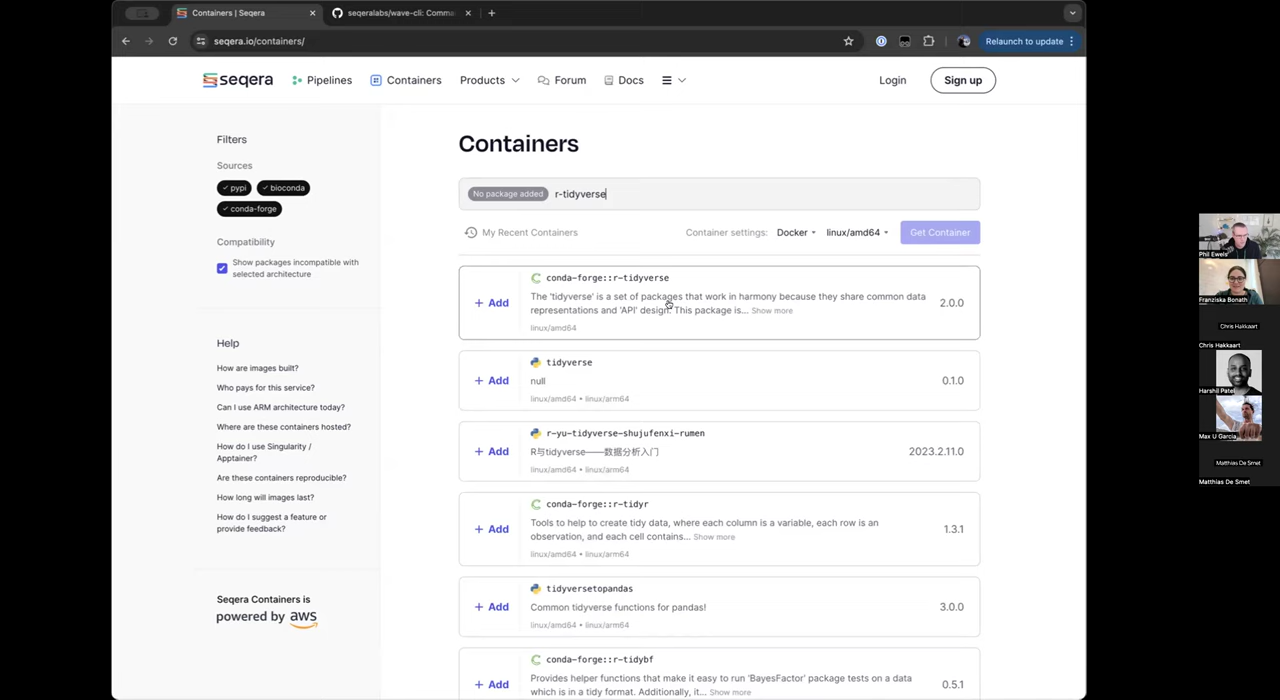 Containers | Seqera
seqeralabs/wave-cli: Comma
seqera.io/containers/
Relaunch to update
seqera
Pipelines
Containers
Products
Forum
Docs
Login
Sign up
Filters
Sources
pypi
bioconda
conda-forge
Compatibility
Show packages incompatible with
selected architecture
Help
How are images built?
Who pays for this service?
Can I use ARM architecture today?
Where are these containers hosted?
How do I use Singularity /
Apptainer?
Are these containers reproducible?
How long will images last?
How do I suggest a feature or
provide feedback?
Seqera Containers is
powered by aws
Containers
No package added r-tidyverse
My Recent Containers
Container settings: Docker linux/amd64 Get Container
conda-forge::r-tidyverse
+ Add
The 'tidyverse' is a set of packages that work in harmony because they share common data
representations and 'API' design. This package is... Show more
2.0.0
linux/amd64
tidyverse
+ Add
null
0.1.0
linux/amd64 • linux/arm64
r-yu-tidyverse-shujufenxi-rumen
+ Add
R与tidyverse——数据分析入门
2023.2.11.0
linux/amd64 • linux/arm64
conda-forge::r-tidyr
+ Add
Tools to help to create tidy data, where each column is a variable, each row is an
observation, and each cell contains... Show more
1.3.1
linux/amd64 • linux/arm64
tidyversetopandas
+ Add
Common tidyverse functions for pandas!
3.0.0
linux/amd64 • linux/arm64
conda-forge::r-tidybf
+ Add
Provides helper functions that make it easy to run 'BayesFactor' package tests on a data
which is in a tidy format. Additionally, it... Show more
0.5.1
Phil Ewels
Franziska Bonath
Chris Hakkaart
Chris Hakkaart
Harshil Patel
Max U Garcia
Matthias De Smet
Matthias De Smet